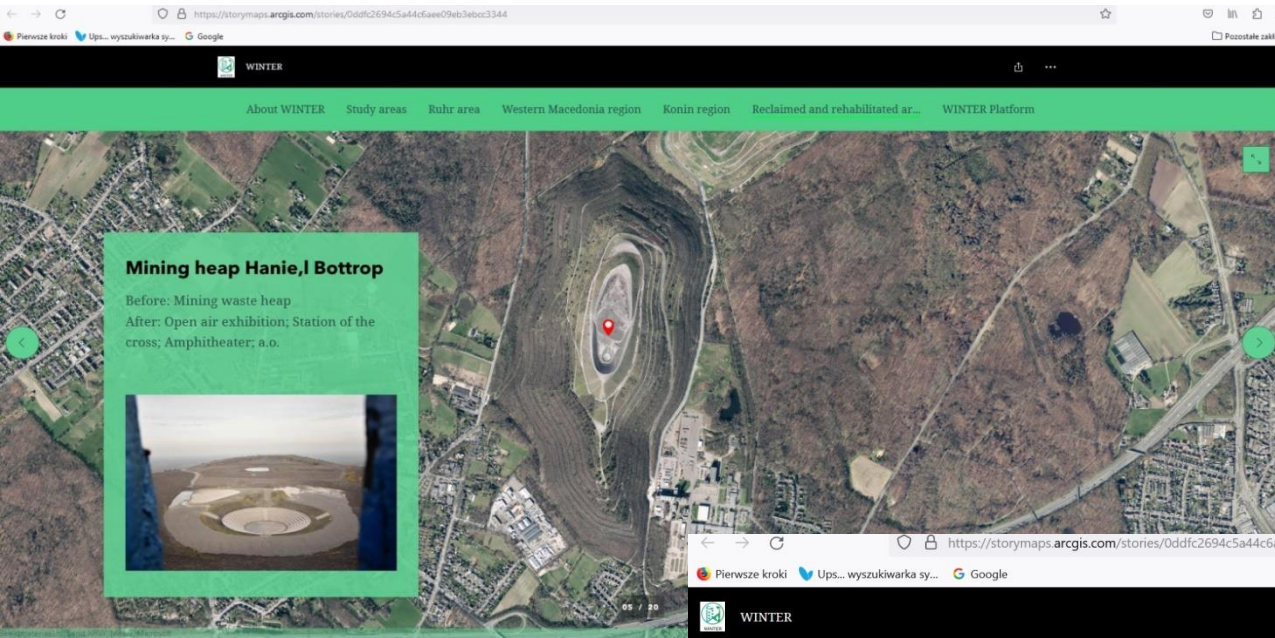 https://storymaps.arcgis.com/stories/0ddfc2694c5a44c6aee09eb3ebcc3344
Pierwsze kroki Ups... wyszukiwarka sy... Google Pozostałe zakł
WINTER
About WINTER Study areas Ruhr area Western Macedonia region Konin region Reclaimed and rehabilitated ar... WINTER Platform
Mining heap Hanie,l Bottrop
Before: Mining waste heap
After: Open air exhibition; Station of the
cross; Amphitheater; a.o.
05 / 20
https://storymaps.arcgis.com/stories/0ddfc2694c5a44c6a
Pierwsze kroki Ups... wyszukiwarka sy... Google
WINTER